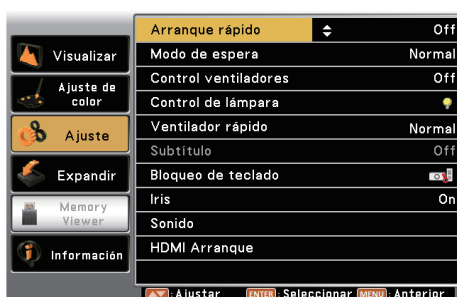 Visualizar
Ajuste de
color
Ajuste
Expandir
Memory
Viewer
Información
Arranque rápido Off
Modo de espera Normal
Control ventiladores Off
Control de lámpara
Ventilador rápido Normal
Subtítulo Off
Bloqueo de teclado
Iris On
Sonido
HDMI Arranque
: Ajustar ENTER : Seleccionar MENU : Anterior